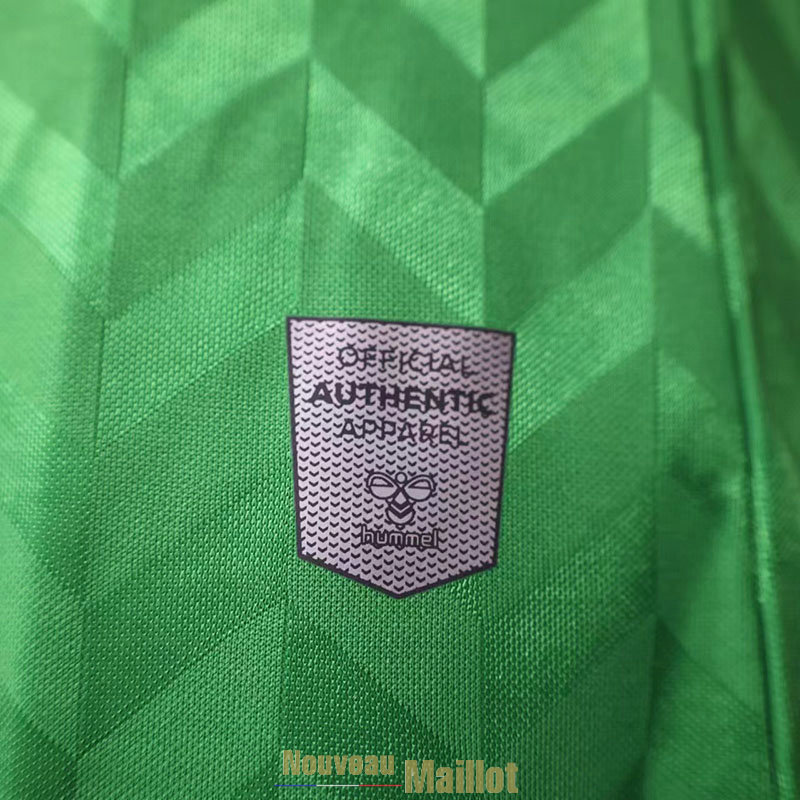 OFFICIAL
AUTHENTIC
APPAREL
hummel
Nouveau Maillot